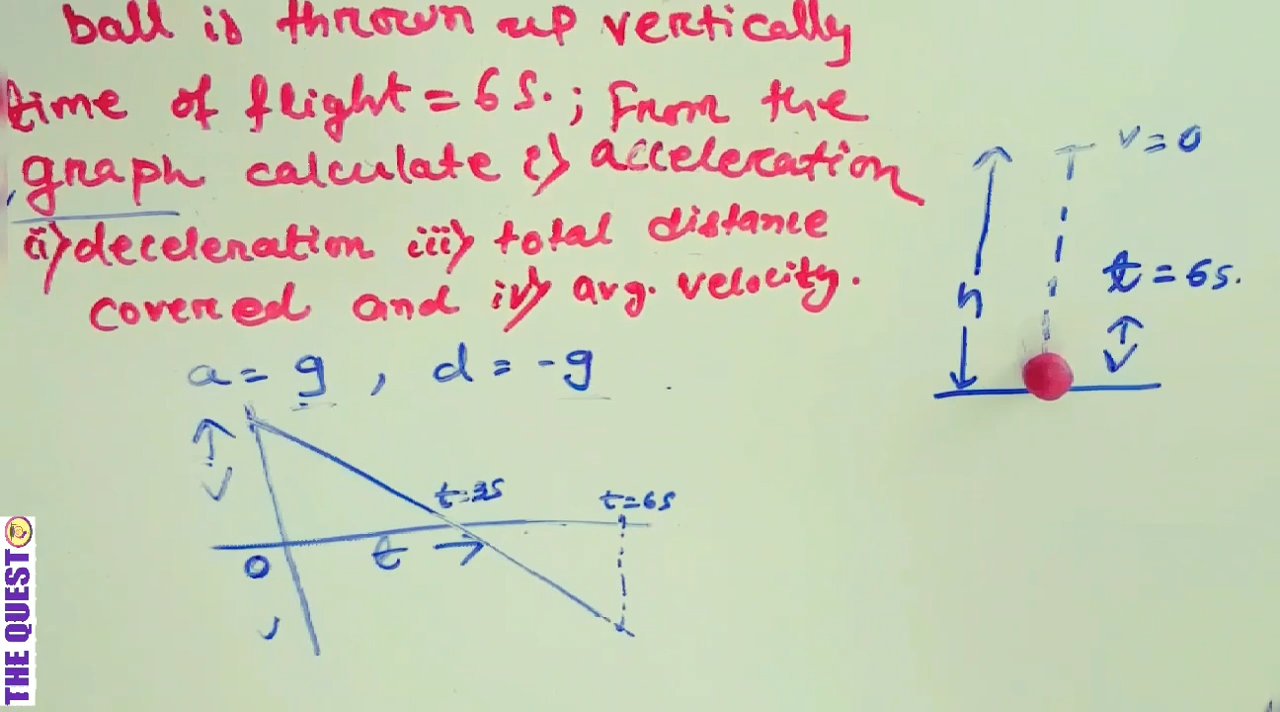 ball is thrown up vertically
time of flight = 6 s. ; From the
graph calculate i) acceleration
ii) deceleration iii) total distance
covered and iv) avg. velocity.
a = g , d = -g
v
t=3s
t=6s
0
t →
v = 0
h
t = 6s.
v
THE QUEST